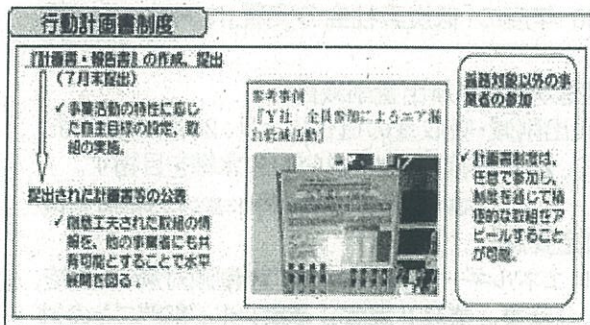 行動計画書制度
『計画書・報告書』の作成、提出
(7月末提出)
✓ 事業活動の特性に応じ
た自主目標の設定、取
組の実施。
提出された計画書等の公表
✓ 創意工夫された取組の情
報を、他の事業者にも共
有可能とすることで水平
展開を図る。
参考事例
『Y社 全員参加によるエア漏
れ低減活動』
義務対象以外の事
業者の参加
✓ 計画書制度は、
任意で参加し、
制度を通じて積
極的な取組をア
ピールすること
が可能。